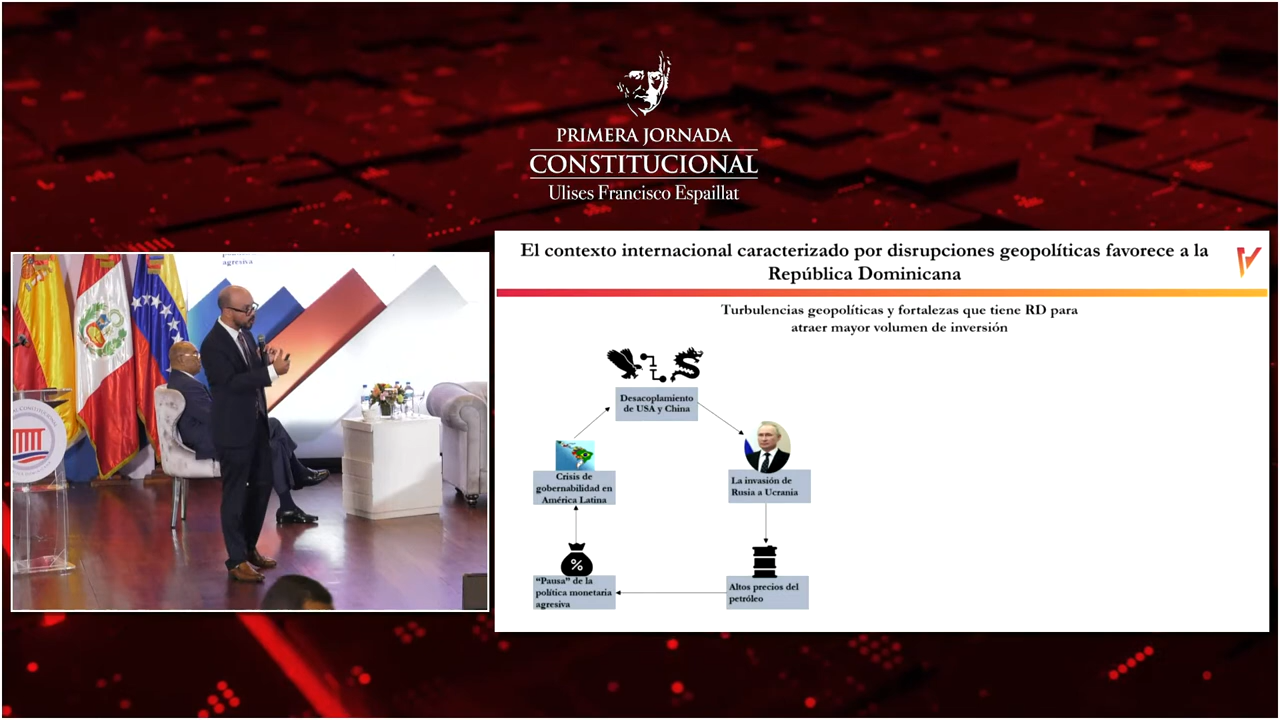 PRIMERA JORNADA
CONSTITUCIONAL
Ulises Francisco Espaillat
El contexto internacional caracterizado por disrupciones geopolíticas favorece a la
República Dominicana
Turbulencias geopolíticas y fortalezas que tiene RD para
atraer mayor volumen de inversión
Desacoplamiento
de USA y China
La invasión de
Rusia a Ucrania
Altos precios del
petróleo
%
“Pausa” de la
política monetaria
agresiva
Crisis de
gobernabilidad en
América Latina
agresiva